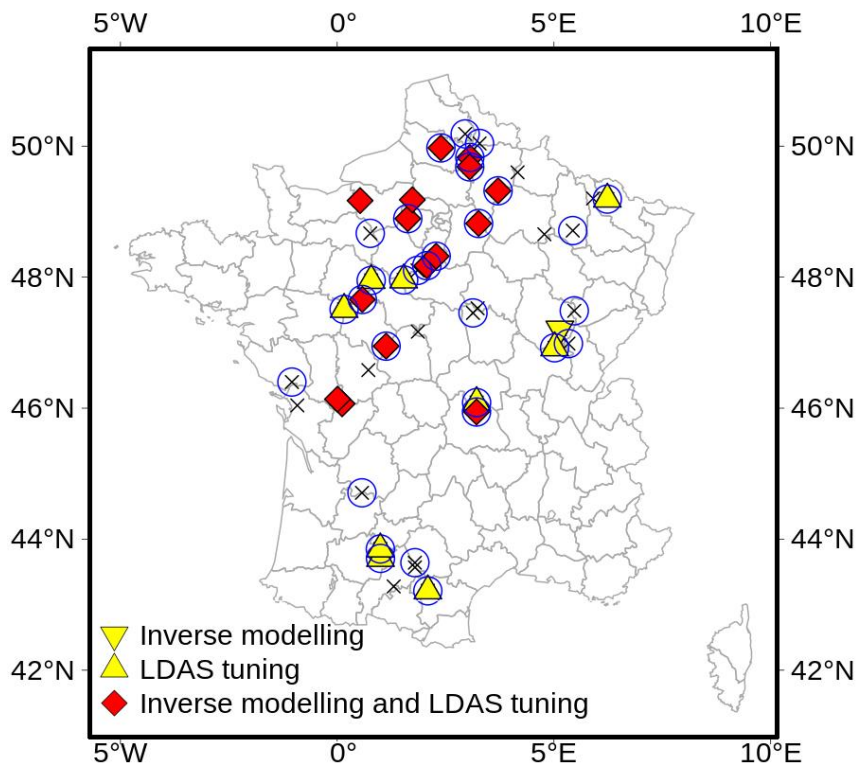 5°W 0° 5°E 10°E
50°N 50°N
48°N 48°N
46°N 46°N
44°N 44°N
42°N 42°N
Inverse modelling
LDAS tuning
Inverse modelling and LDAS tuning
5°W 0° 5°E 10°E